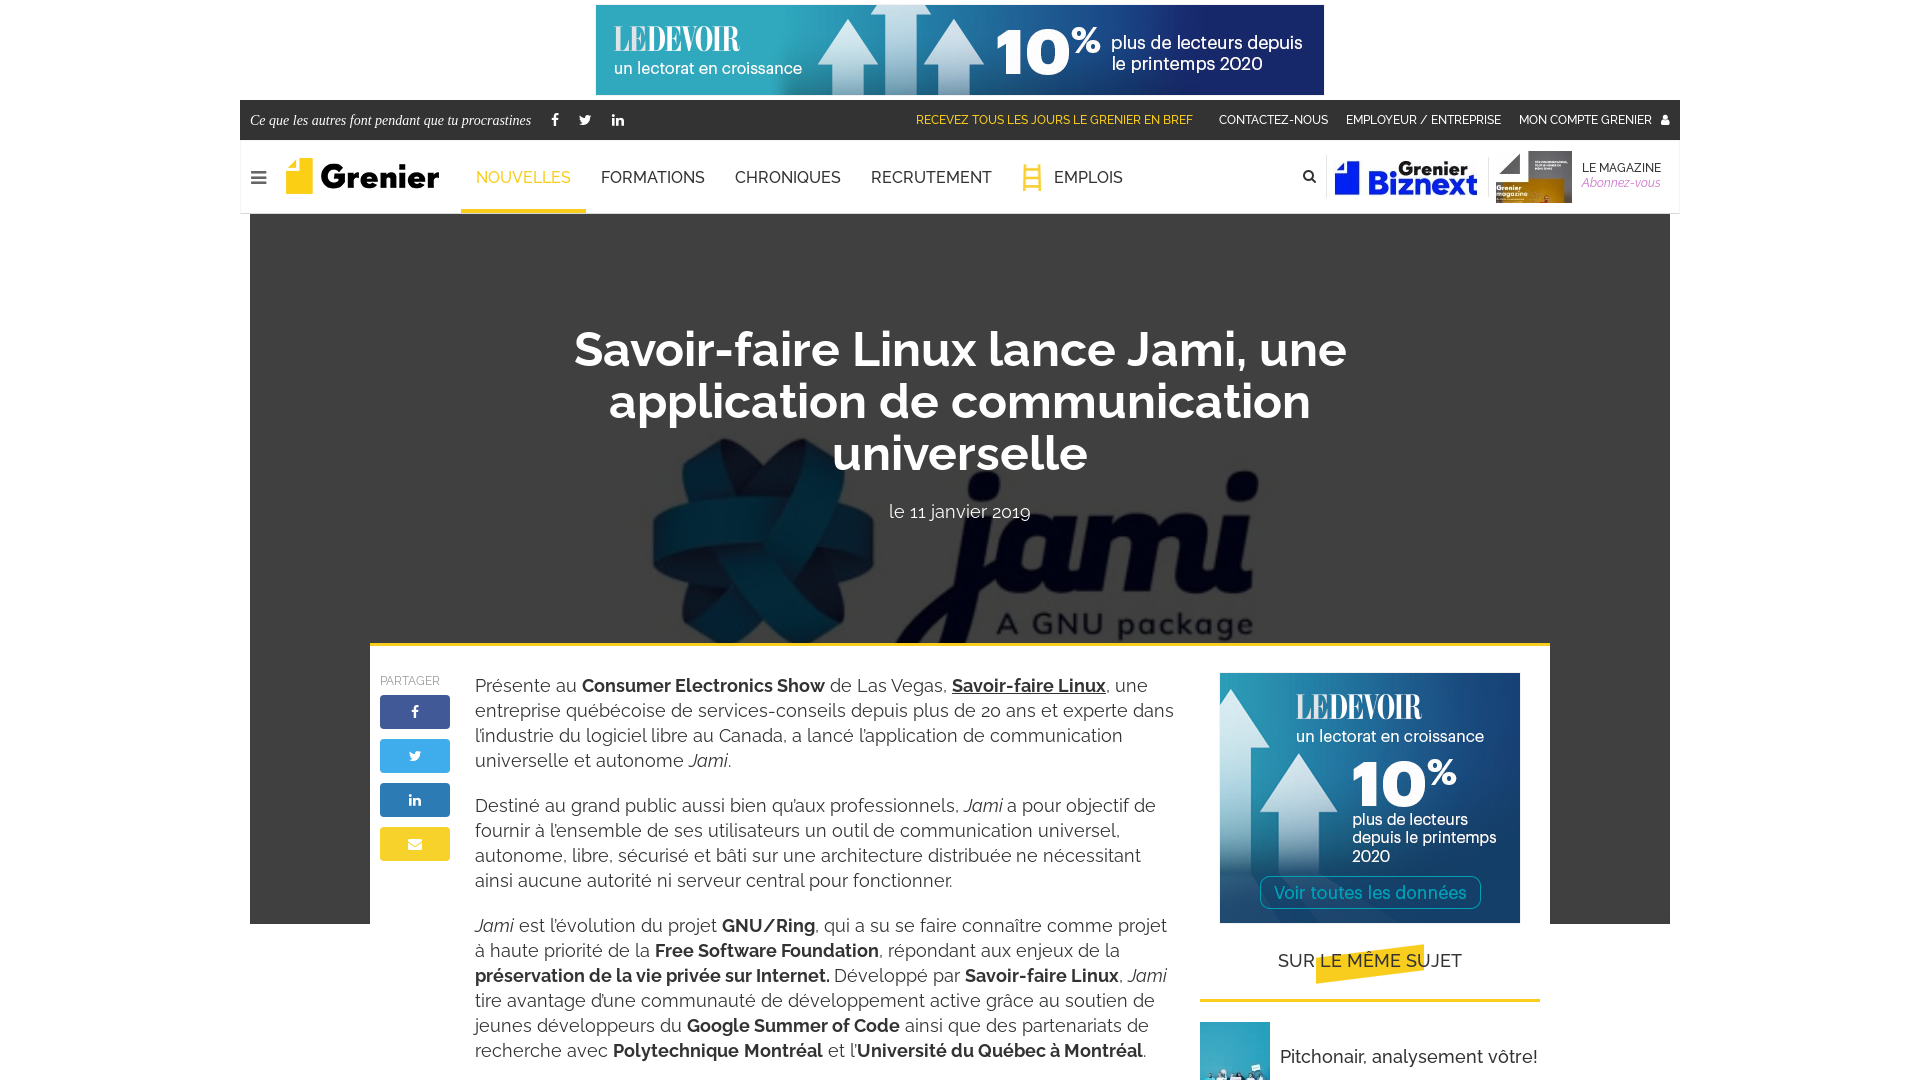 LEDEVOIR
un lectorat en croissance
10%
plus de lecteurs depuis
le printemps 2020
Ce que les autres font pendant que tu procrastines
RECEVEZ TOUS LES JOURS LE GRENIER EN BREF
CONTACTEZ-NOUS
EMPLOYEUR / ENTREPRISE
MON COMPTE GRENIER
Grenier
NOUVELLES
FORMATIONS
CHRONIQUES
RECRUTEMENT
EMPLOIS
Grenier
Biznext
Grenier
magazine
LE MAGAZINE
Abonnez-vous
Savoir-faire Linux lance Jami, une
application de communication
universelle
le 11 janvier 2019
jami
A GNU package
PARTAGER
Présente au Consumer Electronics Show de Las Vegas, Savoir-faire Linux, une
entreprise québécoise de services-conseils depuis plus de 20 ans et experte dans
l’industrie du logiciel libre au Canada, a lancé l’application de communication
universelle et autonome Jami.
Destiné au grand public aussi bien qu’aux professionnels, Jami a pour objectif de
fournir à l’ensemble de ses utilisateurs un outil de communication universel,
autonome, libre, sécurisé et bâti sur une architecture distribuée ne nécessitant
ainsi aucune autorité ni serveur central pour fonctionner.
Jami est l’évolution du projet GNU/Ring, qui a su se faire connaître comme projet
à haute priorité de la Free Software Foundation, répondant aux enjeux de la
préservation de la vie privée sur Internet. Développé par Savoir-faire Linux, Jami
tire avantage d’une communauté de développement active grâce au soutien de
jeunes développeurs du Google Summer of Code ainsi que des partenariats de
recherche avec Polytechnique Montréal et l’Université du Québec à Montréal.
LEDEVOIR
un lectorat en croissance
10%
plus de lecteurs
depuis le printemps
2020
Voir toutes les données
SUR LE MÊME SUJET
Pitchonair, analysement vôtre!